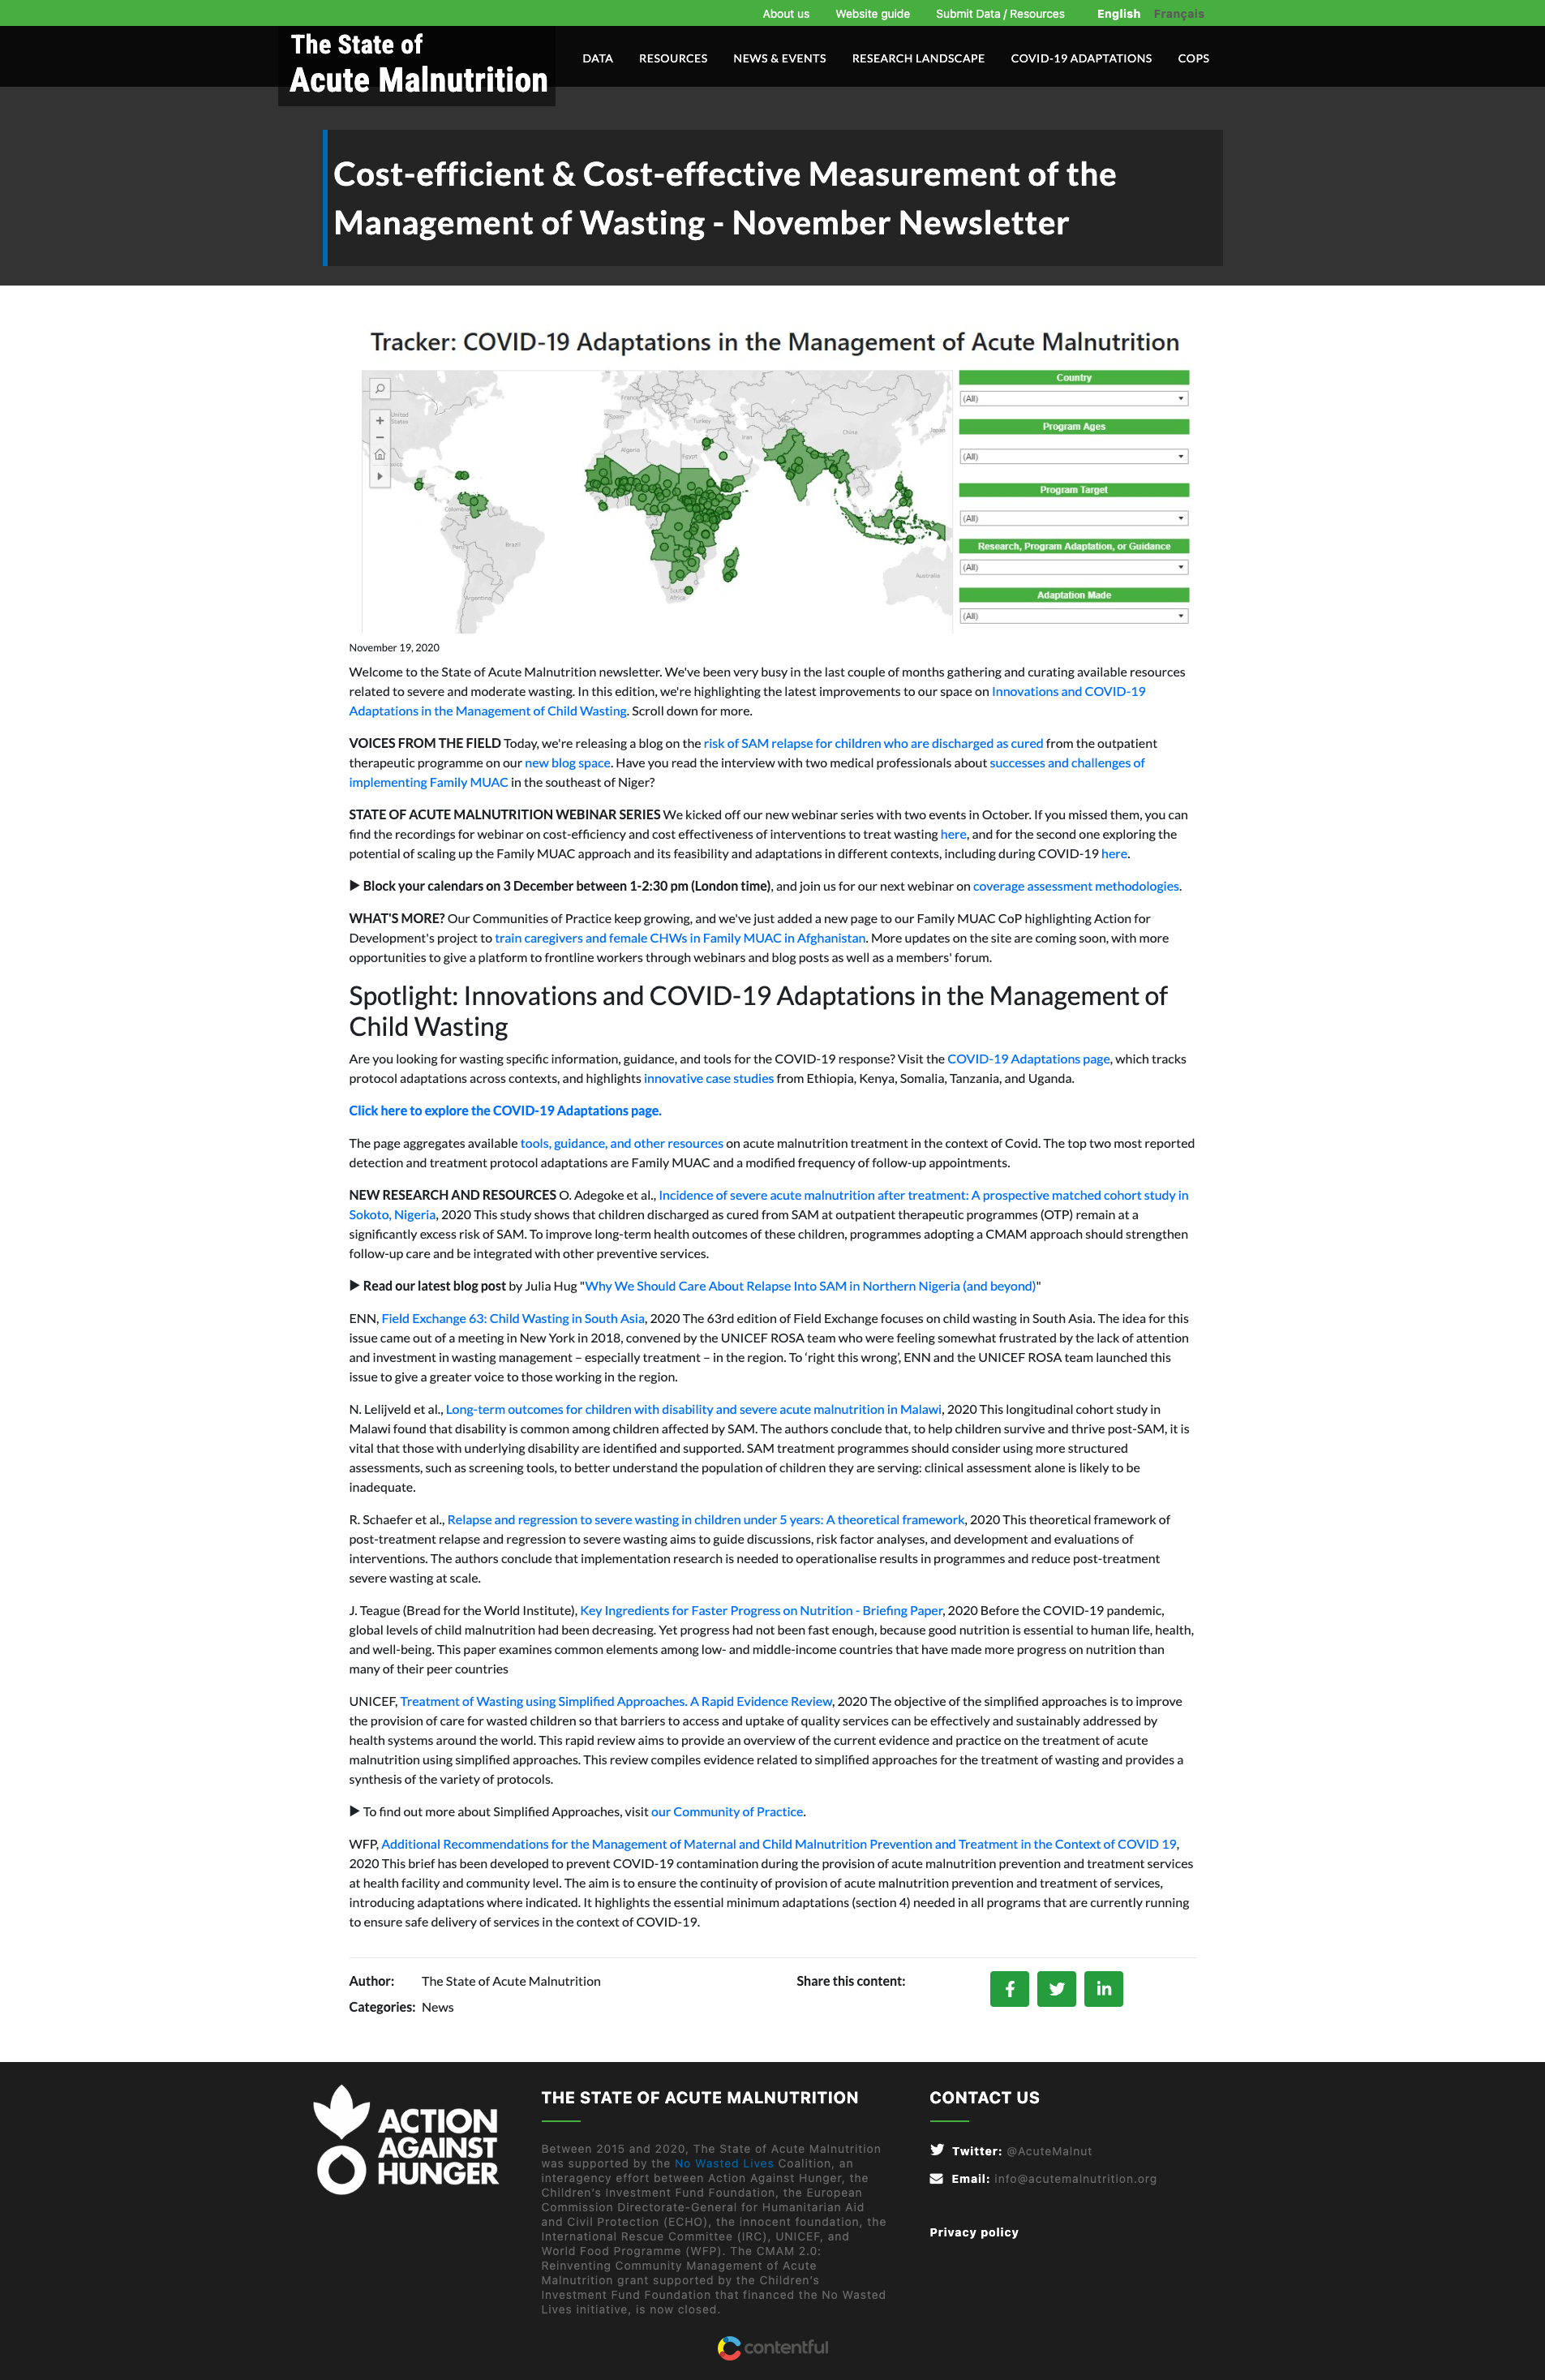 About us Website guide Submit Data / Resources English Français
The State of
Acute Malnutrition
DATA RESOURCES NEWS & EVENTS RESEARCH LANDSCAPE COVID-19 ADAPTATIONS COPS
Cost-efficient & Cost-effective Measurement of the
Management of Wasting - November Newsletter
Tracker: COVID-19 Adaptations in the Management of Acute Malnutrition
United
States
France
Spain
Turkey
Iran
China
Japan
Algeria
Egypt
Peru
Brazil
Argentina
Australia
Country
(All)
Program Ages
(All)
Program Target
(All)
Research, Program Adaptation, or Guidance
(All)
Adaptation Made
(All)
November 19, 2020
Welcome to the State of Acute Malnutrition newsletter. We've been very busy in the last couple of months gathering and curating available resources
related to severe and moderate wasting. In this edition, we're highlighting the latest improvements to our space on Innovations and COVID-19
Adaptations in the Management of Child Wasting. Scroll down for more.
VOICES FROM THE FIELD Today, we're releasing a blog on the risk of SAM relapse for children who are discharged as cured from the outpatient
therapeutic programme on our new blog space. Have you read the interview with two medical professionals about successes and challenges of
implementing Family MUAC in the southeast of Niger?
STATE OF ACUTE MALNUTRITION WEBINAR SERIES We kicked off our new webinar series with two events in October. If you missed them, you can
find the recordings for webinar on cost-efficiency and cost effectiveness of interventions to treat wasting here, and for the second one exploring the
potential of scaling up the Family MUAC approach and its feasibility and adaptations in different contexts, including during COVID-19 here.
▶ Block your calendars on 3 December between 1-2:30 pm (London time), and join us for our next webinar on coverage assessment methodologies.
WHAT'S MORE? Our Communities of Practice keep growing, and we've just added a new page to our Family MUAC CoP highlighting Action for
Development's project to train caregivers and female CHWs in Family MUAC in Afghanistan. More updates on the site are coming soon, with more
opportunities to give a platform to frontline workers through webinars and blog posts as well as a members' forum.
Spotlight: Innovations and COVID-19 Adaptations in the Management of
Child Wasting
Are you looking for wasting specific information, guidance, and tools for the COVID-19 response? Visit the COVID-19 Adaptations page, which tracks
protocol adaptations across contexts, and highlights innovative case studies from Ethiopia, Kenya, Somalia, Tanzania, and Uganda.
Click here to explore the COVID-19 Adaptations page.
The page aggregates available tools, guidance, and other resources on acute malnutrition treatment in the context of Covid. The top two most reported
detection and treatment protocol adaptations are Family MUAC and a modified frequency of follow-up appointments.
NEW RESEARCH AND RESOURCES O. Adegoke et al., Incidence of severe acute malnutrition after treatment: A prospective matched cohort study in
Sokoto, Nigeria, 2020 This study shows that children discharged as cured from SAM at outpatient therapeutic programmes (OTP) remain at a
significantly excess risk of SAM. To improve long-term health outcomes of these children, programmes adopting a CMAM approach should strengthen
follow-up care and be integrated with other preventive services.
▶ Read our latest blog post by Julia Hug "Why We Should Care About Relapse Into SAM in Northern Nigeria (and beyond)"
ENN, Field Exchange 63: Child Wasting in South Asia, 2020 The 63rd edition of Field Exchange focuses on child wasting in South Asia. The idea for this
issue came out of a meeting in New York in 2018, convened by the UNICEF ROSA team who were feeling somewhat frustrated by the lack of attention
and investment in wasting management – especially treatment – in the region. To ‘right this wrong’, ENN and the UNICEF ROSA team launched this
issue to give a greater voice to those working in the region.
N. Lelijveld et al., Long-term outcomes for children with disability and severe acute malnutrition in Malawi, 2020 This longitudinal cohort study in
Malawi found that disability is common among children affected by SAM. The authors conclude that, to help children survive and thrive post-SAM, it is
vital that those with underlying disability are identified and supported. SAM treatment programmes should consider using more structured
assessments, such as screening tools, to better understand the population of children they are serving: clinical assessment alone is likely to be
inadequate.
R. Schaefer et al., Relapse and regression to severe wasting in children under 5 years: A theoretical framework, 2020 This theoretical framework of
post-treatment relapse and regression to severe wasting aims to guide discussions, risk factor analyses, and development and evaluations of
interventions. The authors conclude that implementation research is needed to operationalise results in programmes and reduce post-treatment
severe wasting at scale.
J. Teague (Bread for the World Institute), Key Ingredients for Faster Progress on Nutrition - Briefing Paper, 2020 Before the COVID-19 pandemic,
global levels of child malnutrition had been decreasing. Yet progress had not been fast enough, because good nutrition is essential to human life, health,
and well-being. This paper examines common elements among low- and middle-income countries that have made more progress on nutrition than
many of their peer countries
UNICEF, Treatment of Wasting using Simplified Approaches. A Rapid Evidence Review, 2020 The objective of the simplified approaches is to improve
the provision of care for wasted children so that barriers to access and uptake of quality services can be effectively and sustainably addressed by
health systems around the world. This rapid review aims to provide an overview of the current evidence and practice on the treatment of acute
malnutrition using simplified approaches. This review compiles evidence related to simplified approaches for the treatment of wasting and provides a
synthesis of the variety of protocols.
▶ To find out more about Simplified Approaches, visit our Community of Practice.
WFP, Additional Recommendations for the Management of Maternal and Child Malnutrition Prevention and Treatment in the Context of COVID 19,
2020 This brief has been developed to prevent COVID-19 contamination during the provision of acute malnutrition prevention and treatment services
at health facility and community level. The aim is to ensure the continuity of provision of acute malnutrition prevention and treatment of services,
introducing adaptations where indicated. It highlights the essential minimum adaptations (section 4) needed in all programs that are currently running
to ensure safe delivery of services in the context of COVID-19.
Author: The State of Acute Malnutrition
Share this content:
Categories: News
ACTION
AGAINST
HUNGER
THE STATE OF ACUTE MALNUTRITION
Between 2015 and 2020, The State of Acute Malnutrition
was supported by the No Wasted Lives Coalition, an
interagency effort between Action Against Hunger, the
Children's Investment Fund Foundation, the European
Commission Directorate-General for Humanitarian Aid
and Civil Protection (ECHO), the innocent foundation, the
International Rescue Committee (IRC), UNICEF, and
World Food Programme (WFP). The CMAM 2.0:
Reinventing Community Management of Acute
Malnutrition grant supported by the Children's
Investment Fund Foundation that financed the No Wasted
Lives initiative, is now closed.
CONTACT US
Twitter: @AcuteMalnut
Email: info@acutemalnutrition.org
Privacy policy
contentful